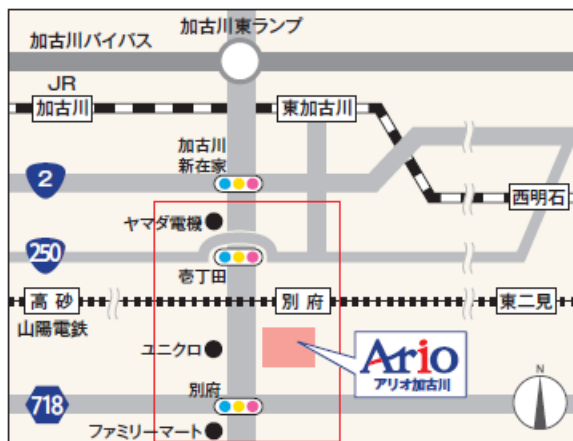 加古川東ランプ
加古川バイパス
JR
加古川
東加古川
加古川
新在家
2
西明石
ヤマダ電機
250
壱丁田
高砂
別府
東二見
山陽電鉄
ユニクロ
Ario
アリオ加古川
別府
718
ファミリーマート
N